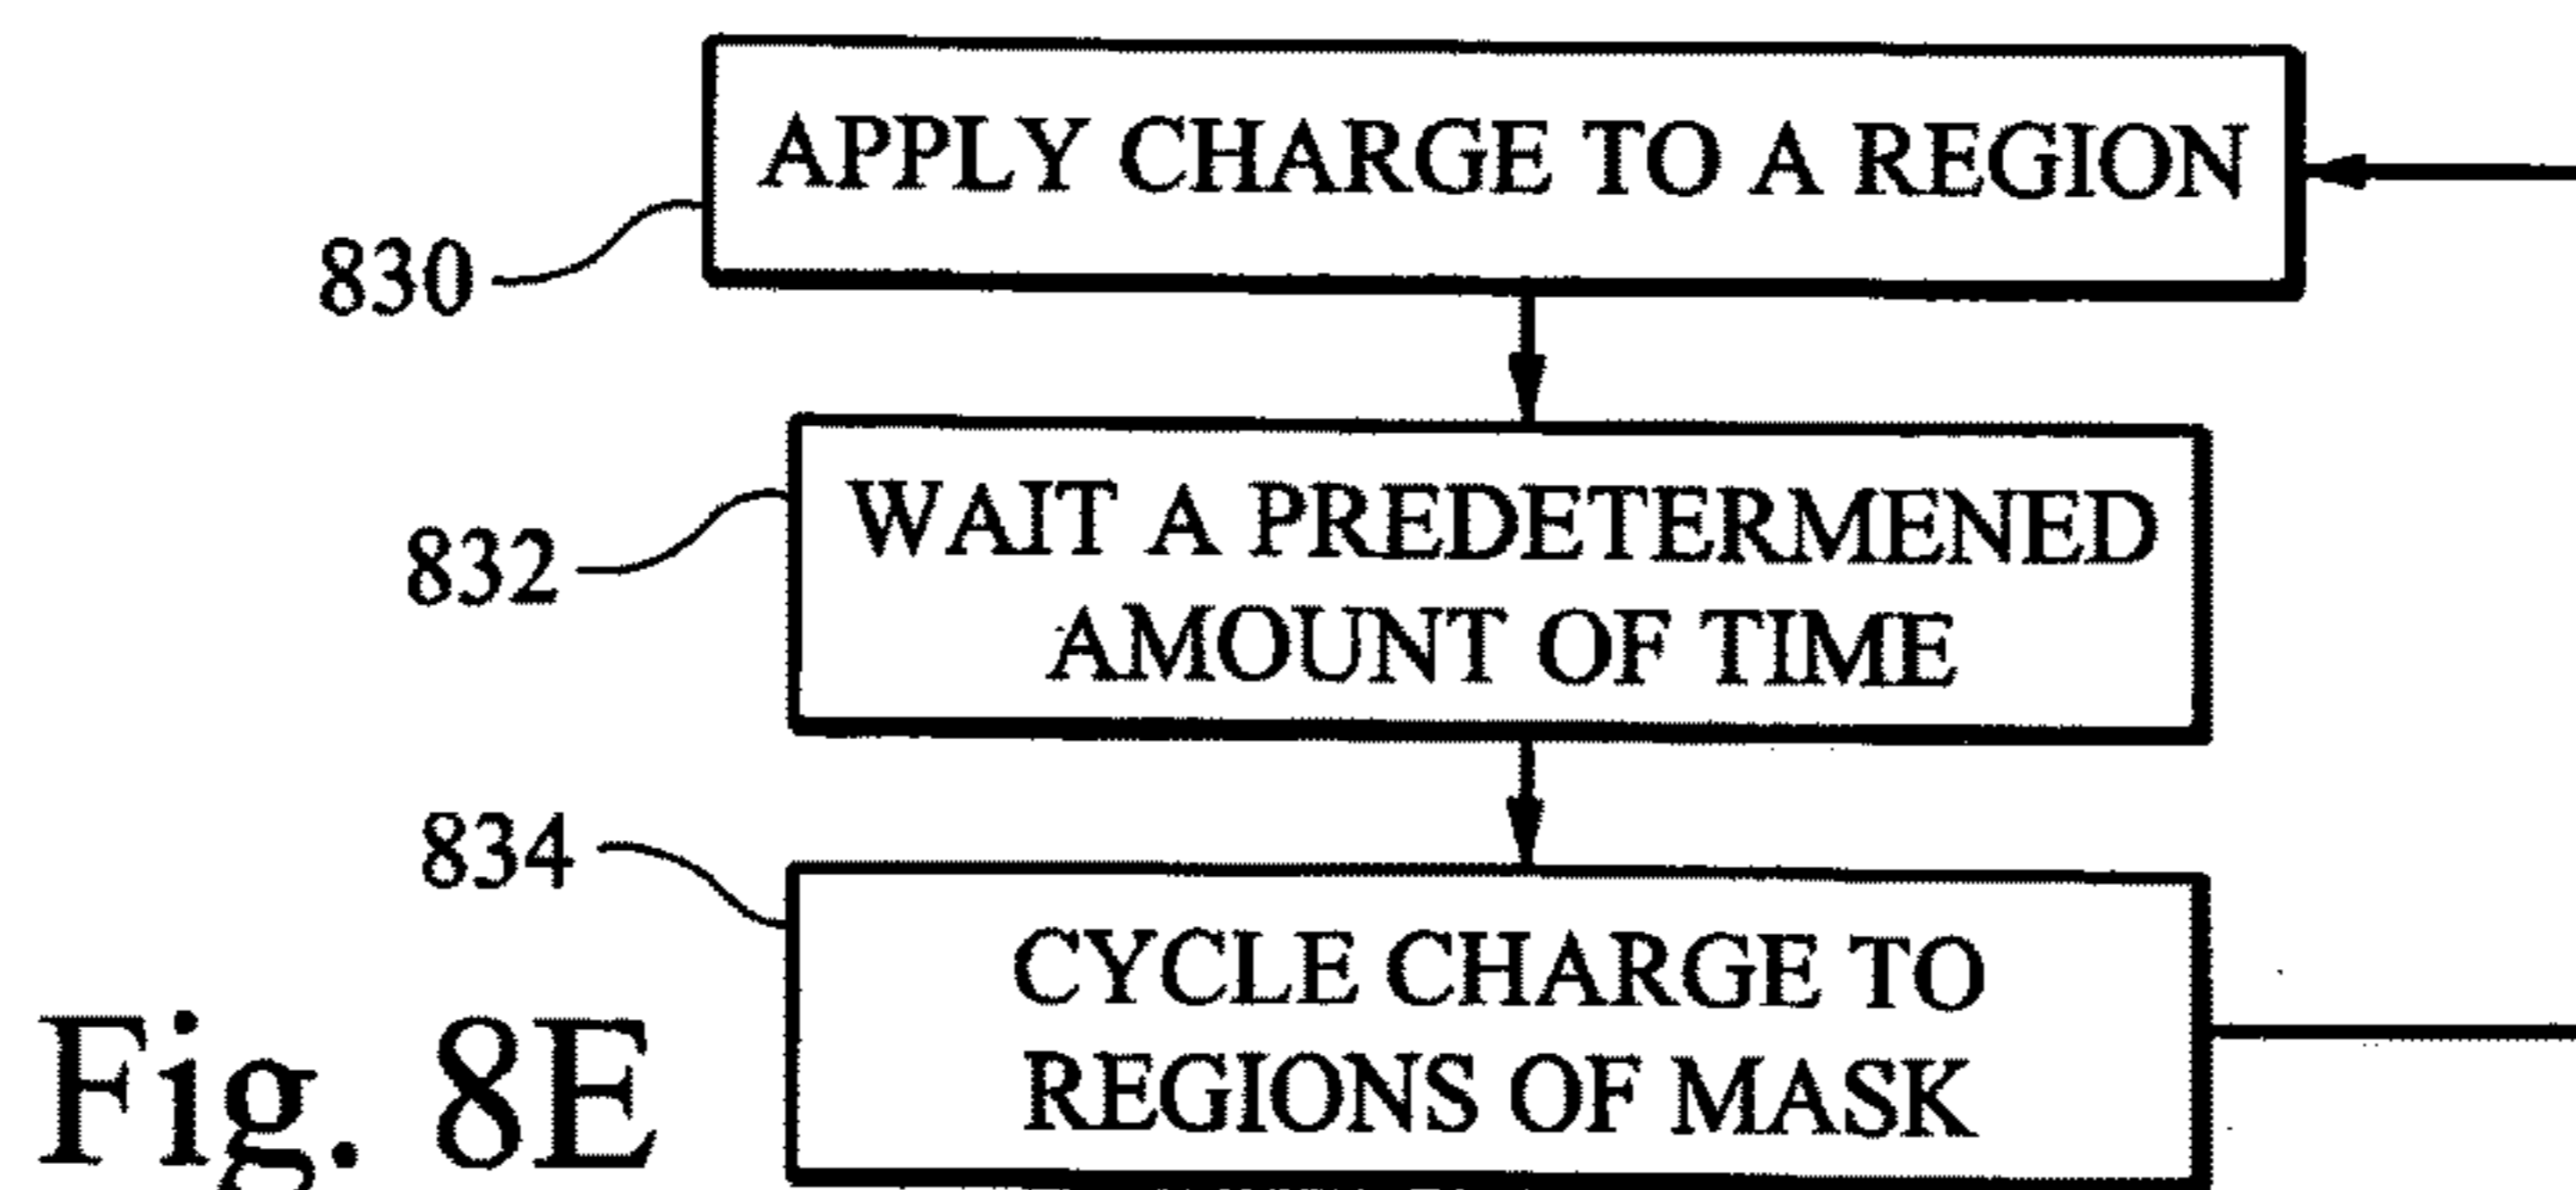 APPLY CHARGE TO A REGION
830
WAIT A PREDETERMENED
AMOUNT OF TIME
832
834
CYCLE CHARGE TO
REGIONS OF MASK
Fig. 8E